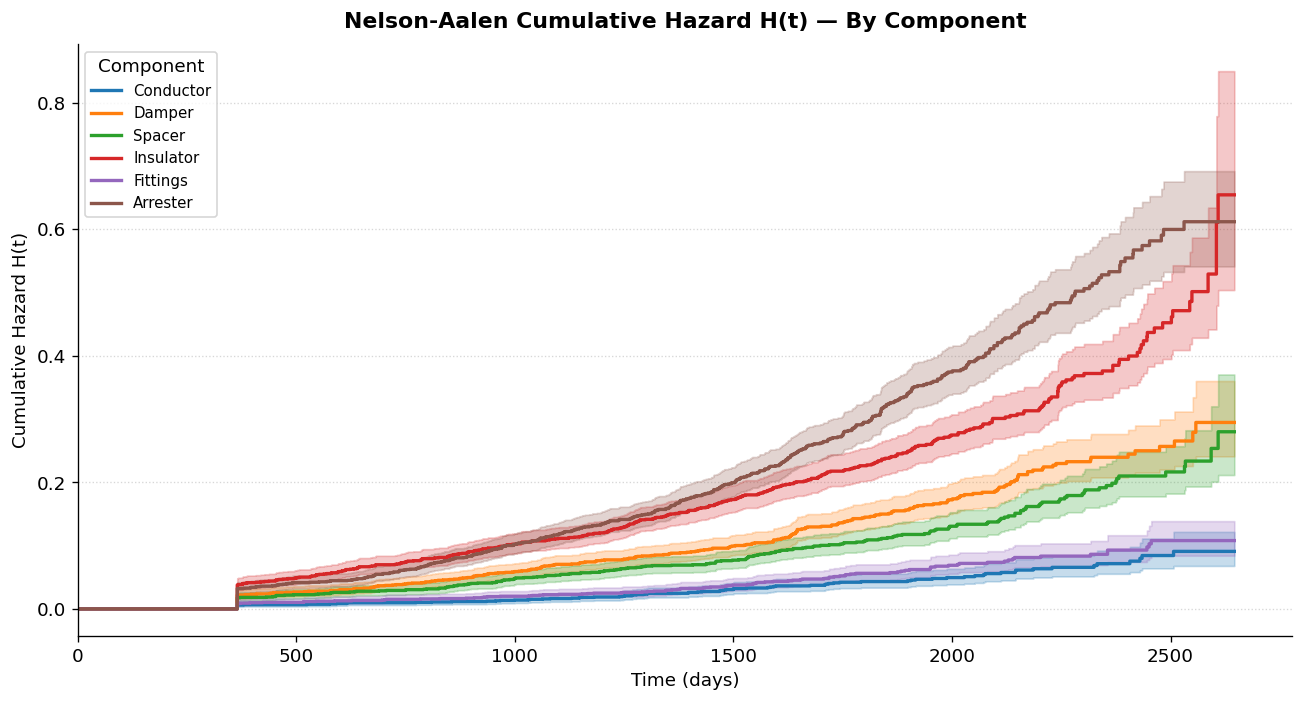 Nelson-Aalen Cumulative Hazard H(t) — By Component
Component
Conductor
Damper
Spacer
Insulator
Fittings
Arrester
Cumulative Hazard H(t)
0.8
0.6
0.4
0.2
0.0
0
500
1000
1500
2000
2500
Time (days)